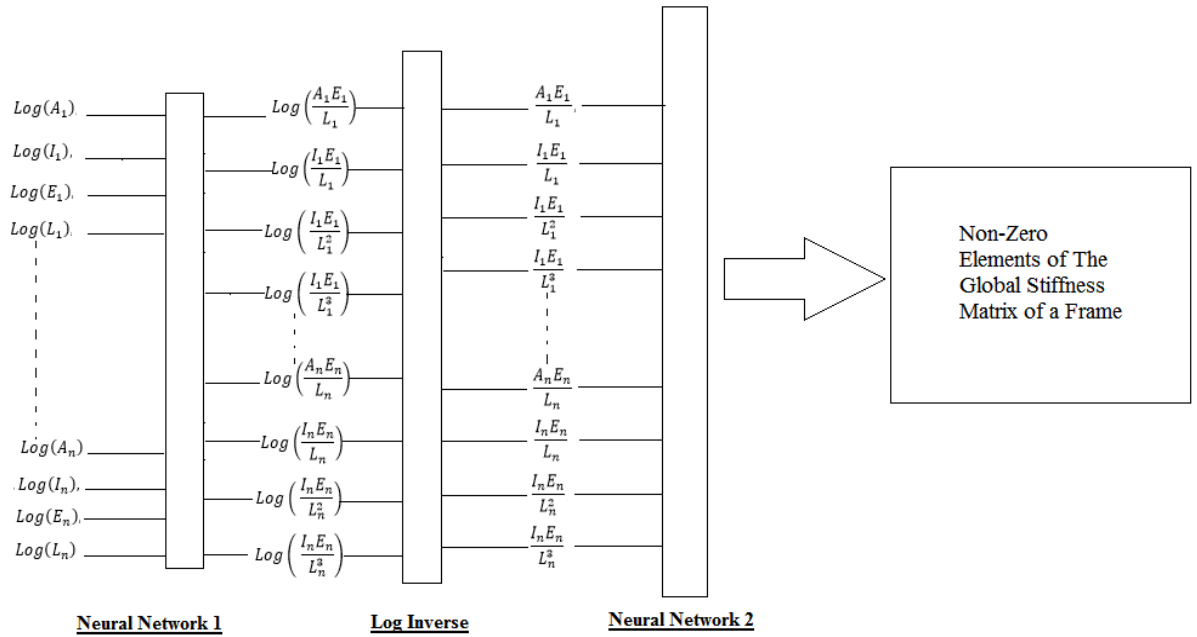 Log(A₁).
Log(I₁),
Log(E₁),
Log(L₁),
Log(Aₙ)
.Log(Iₙ),
Log(Eₙ),
Log(Lₙ)
Log(A₁E₁/L₁)
Log(I₁E₁/L₁)
Log(I₁E₁/L₁²)
Log(I₁E₁/L₁³)
Log(AₙEₙ/Lₙ)
Log(IₙEₙ/Lₙ)
Log(IₙEₙ/Lₙ²)
Log(IₙEₙ/Lₙ³)
A₁E₁/L₁,
I₁E₁/L₁
I₁E₁/L₁²
I₁E₁/L₁³
AₙEₙ/Lₙ
IₙEₙ/Lₙ
IₙEₙ/Lₙ²
IₙEₙ/Lₙ³
Non-Zero
Elements of The
Global Stiffness
Matrix of a Frame
Neural Network 1
Log Inverse
Neural Network 2